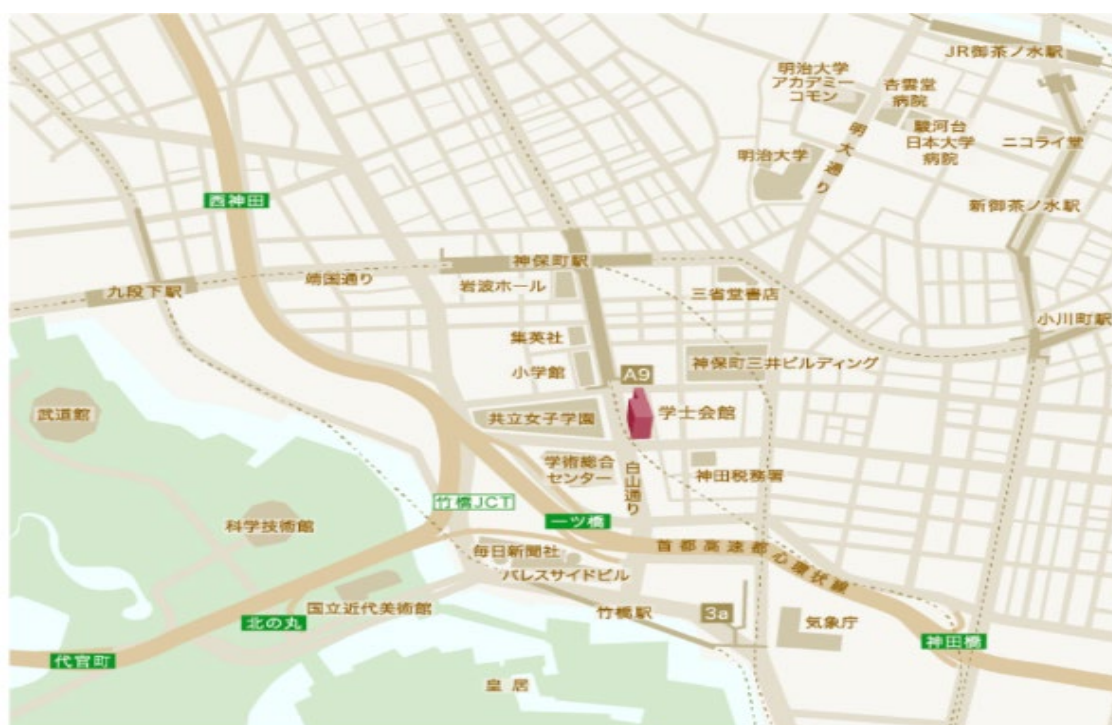 JR御茶ノ水駅
明治大学
アカデミー
コモン
杏雲堂
病院
駿河台
日本大学
病院
ニコライ堂
明大通り
明治大学
西神田
新御茶ノ水駅
神保町駅
靖国通り
岩波ホール
九段下駅
三省堂書店
小川町駅
集英社
小学館
A9
神保町三井ビルディング
武道館
共立女子学園
学士会館
学術総合
センター
白山通り
神田税務署
竹橋JCT
一ツ橋
科学技術館
毎日新聞社
首都高速都心環状線
パレスサイドビル
国立近代美術館
竹橋駅
3a
北の丸
気象庁
神田橋
代官町
皇居